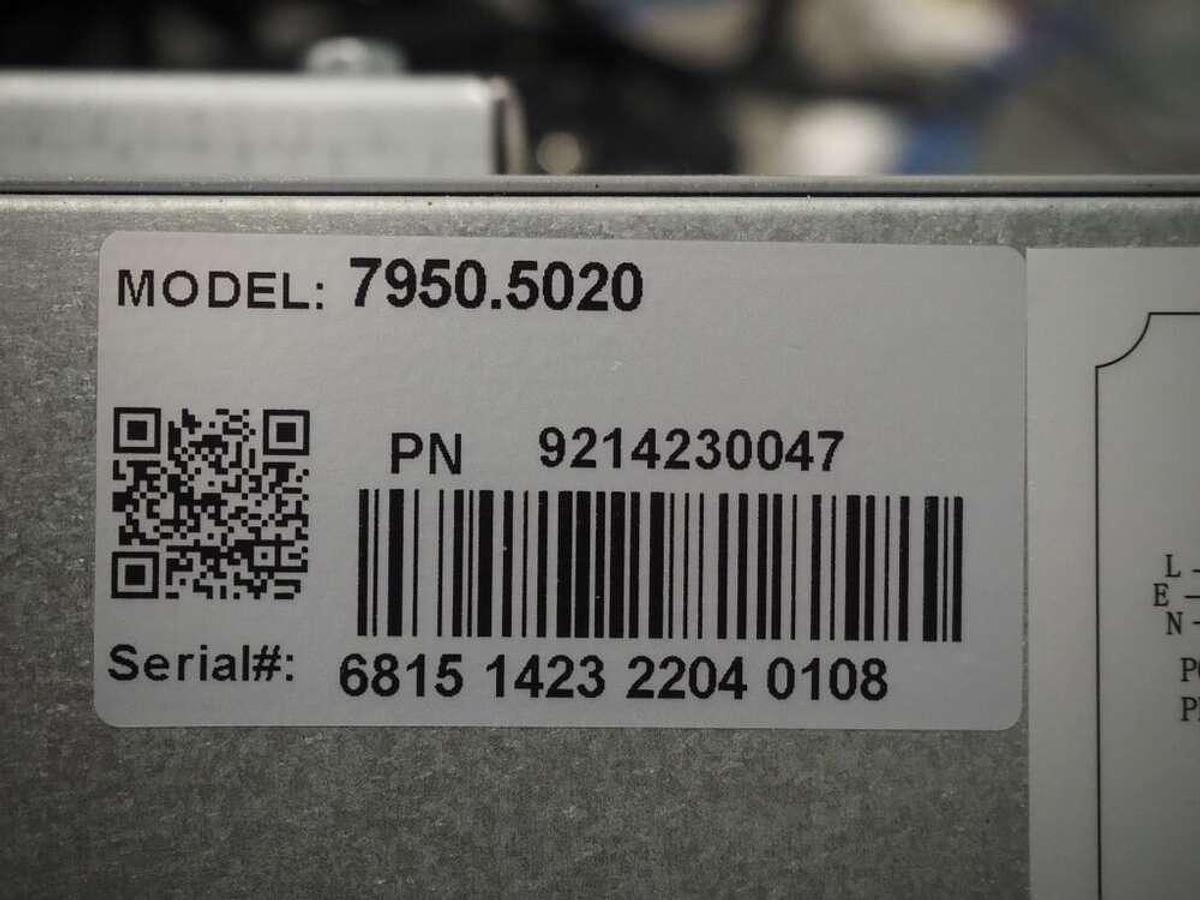 MODEL: 7950.5020
PN 9214230047
Serial#: 6815 1423 2204 0108
L
E
N